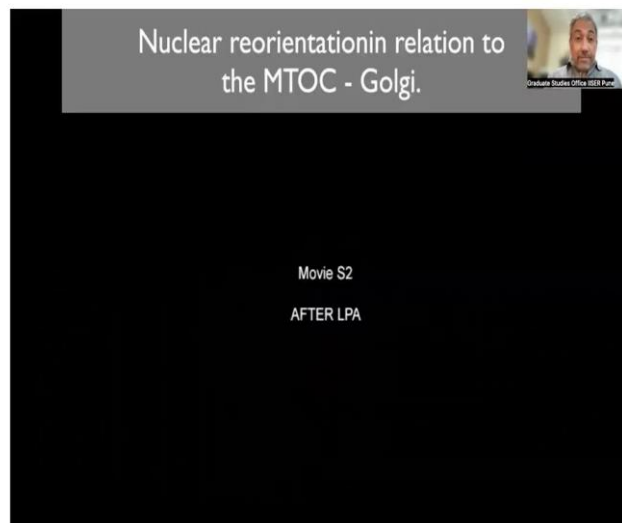 Nuclear reorientationin relation to
the MTOC - Golgi.
Graduate Studies Office IISER Pune
Movie S2
AFTER LPA